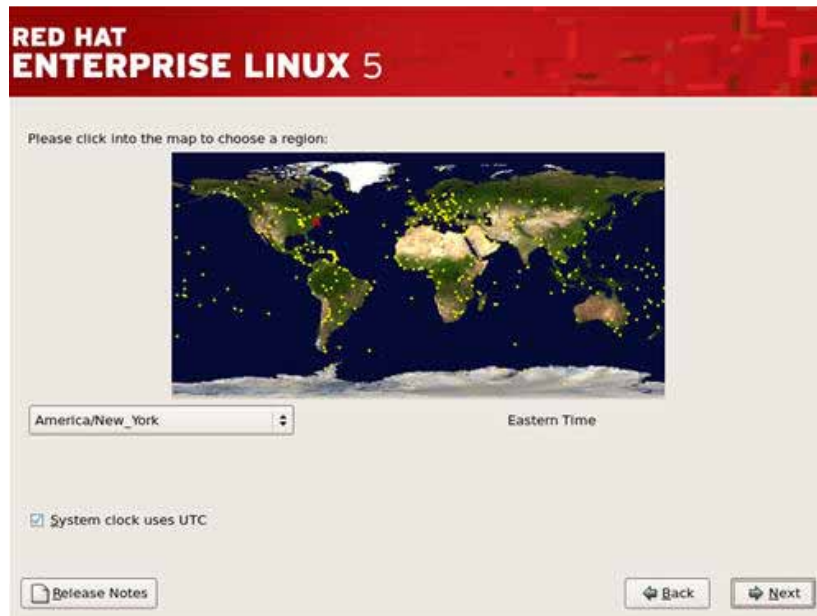 RED HAT
ENTERPRISE LINUX 5
Please click into the map to choose a region:
America/New_York
Eastern Time
System clock uses UTC
Release Notes
Back
Next